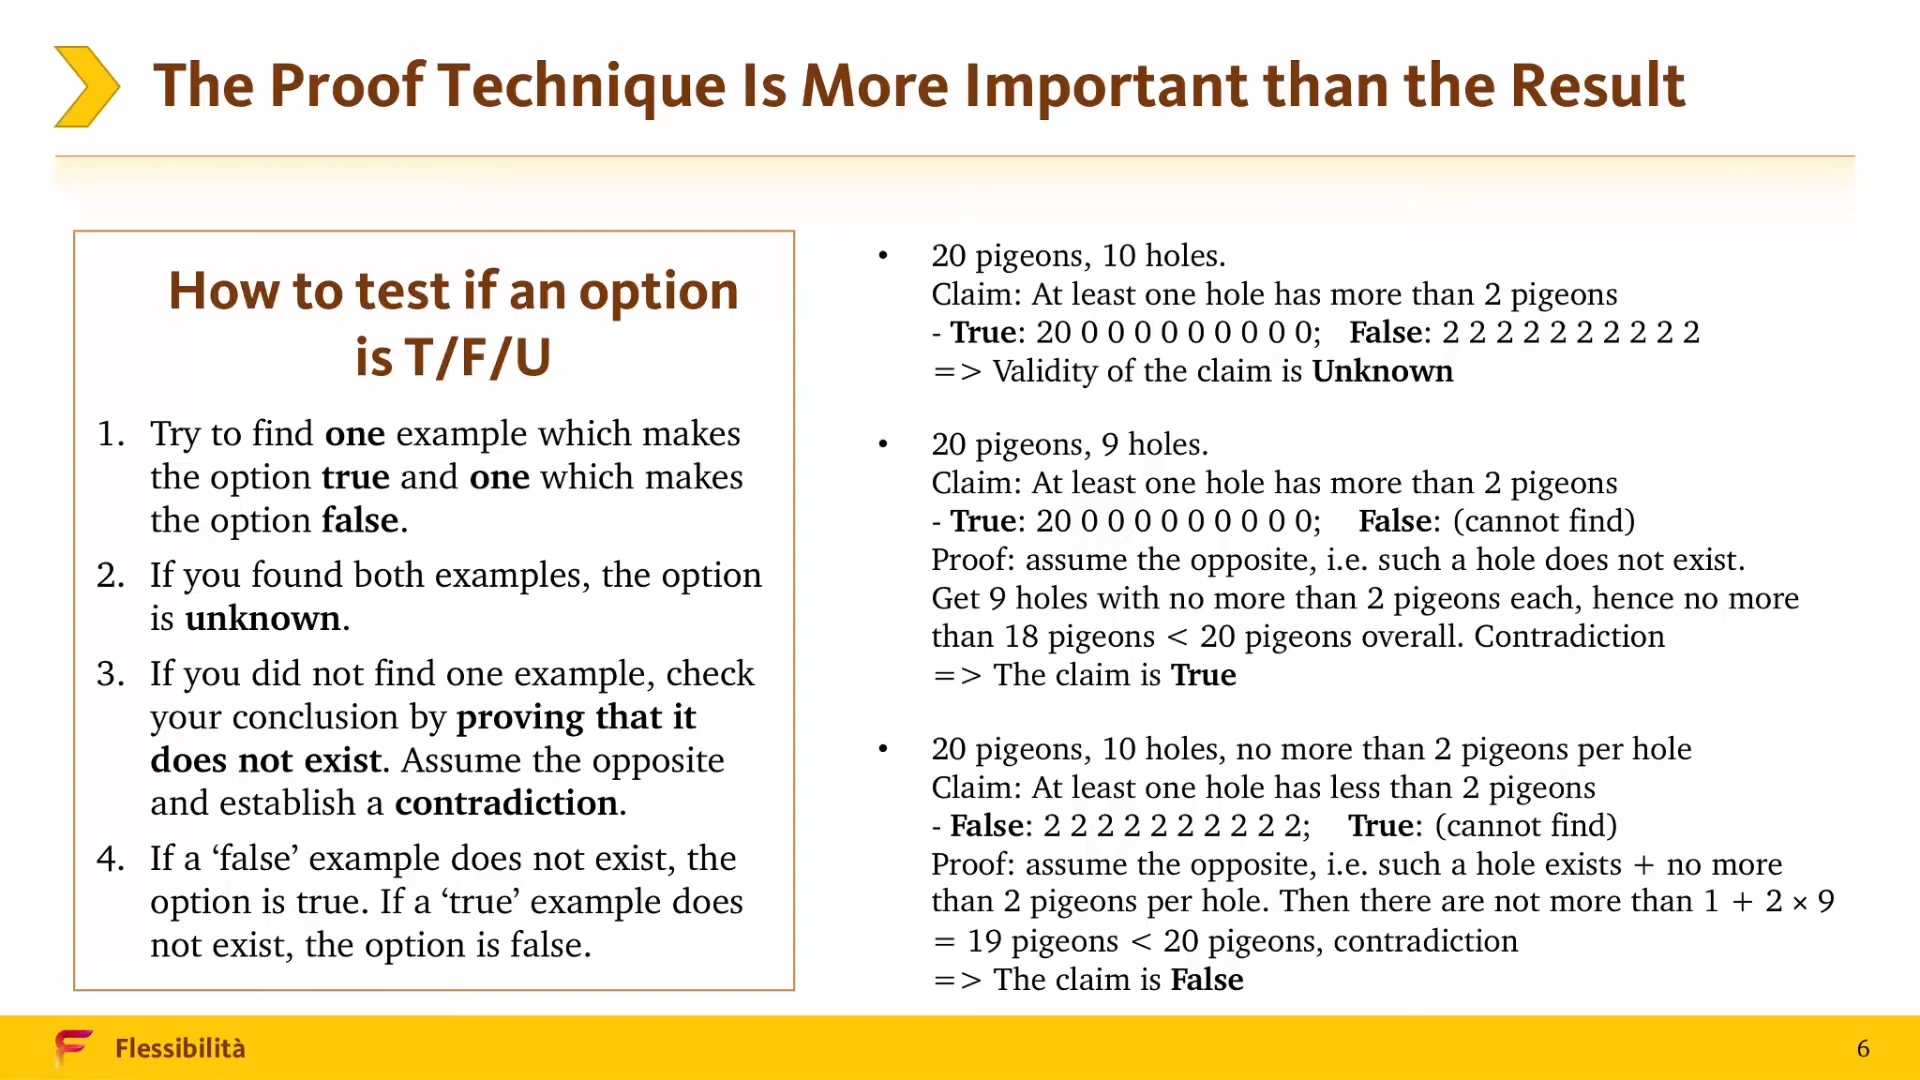 The Proof Technique Is More Important than the Result
How to test if an option
is T/F/U
1. Try to find one example which makes
the option true and one which makes
the option false.
2. If you found both examples, the option
is unknown.
3. If you did not find one example, check
your conclusion by proving that it
does not exist. Assume the opposite
and establish a contradiction.
4. If a ‘false’ example does not exist, the
option is true. If a ‘true’ example does
not exist, the option is false.
• 20 pigeons, 10 holes.
Claim: At least one hole has more than 2 pigeons
- True: 20 0 0 0 0 0 0 0 0 0 0; False: 2 2 2 2 2 2 2 2 2 2
=> Validity of the claim is Unknown
• 20 pigeons, 9 holes.
Claim: At least one hole has more than 2 pigeons
- True: 20 0 0 0 0 0 0 0 0 0 0; False: (cannot find)
Proof: assume the opposite, i.e. such a hole does not exist.
Get 9 holes with no more than 2 pigeons each, hence no more
than 18 pigeons < 20 pigeons overall. Contradiction
=> The claim is True
• 20 pigeons, 10 holes, no more than 2 pigeons per hole
Claim: At least one hole has less than 2 pigeons
- False: 2 2 2 2 2 2 2 2 2 2; True: (cannot find)
Proof: assume the opposite, i.e. such a hole exists + no more
than 2 pigeons per hole. Then there are not more than 1 + 2 × 9
= 19 pigeons < 20 pigeons, contradiction
=> The claim is False
Flessibilità
6